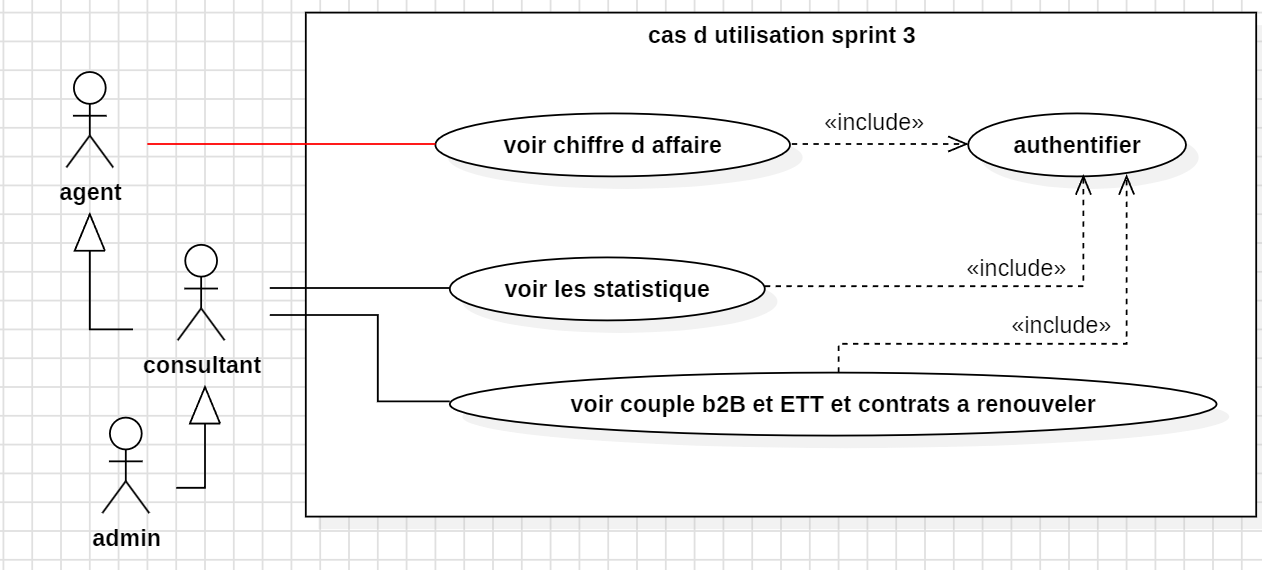 cas d utilisation sprint 3
voir chiffre d affaire
«include»
authentifier
agent
voir les statistique
«include»
«include»
consultant
voir couple b2B et ETT et contrats a renouveler
admin